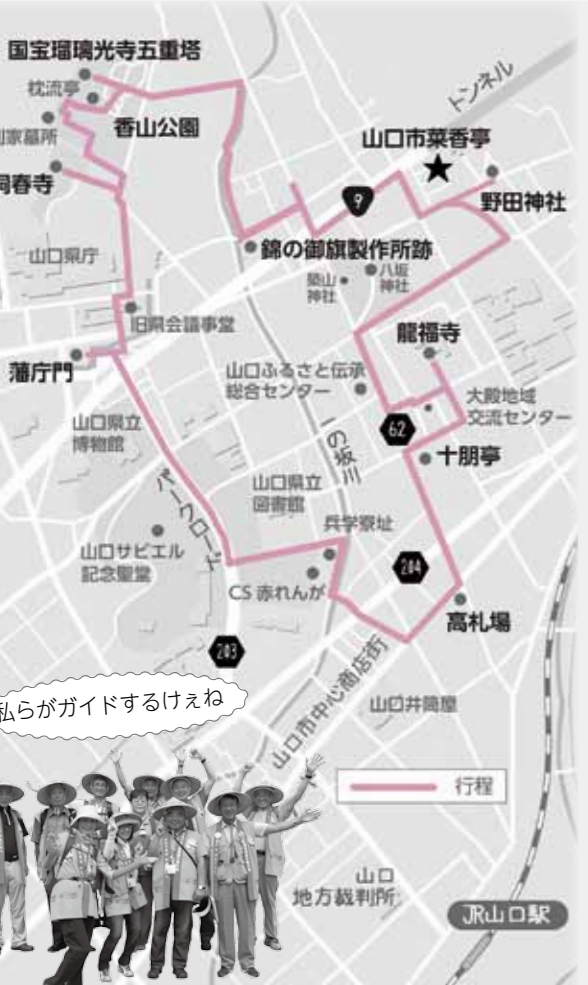 国宝瑠璃光寺五重塔
枕流亭
香山公園
洞春寺
トンネル
山口市菜香亭
野田神社
9
錦の御旗製作所跡
築山
神社
八坂
神社
山口県庁
旧県会議事堂
藩庁門
龍福寺
山口ふるさと伝承
総合センター
大殿地域
交流センター
62
十朋亭
山口県立
博物館
一の坂川
パークロード
山口県立
図書館
兵学寮址
山口サビエル
記念聖堂
CS赤れんが
204
高札場
203
山口市中心商店街
山口井筒屋
私らがガイドするけぇね
行程
山口
地方裁判所
JR山口駅